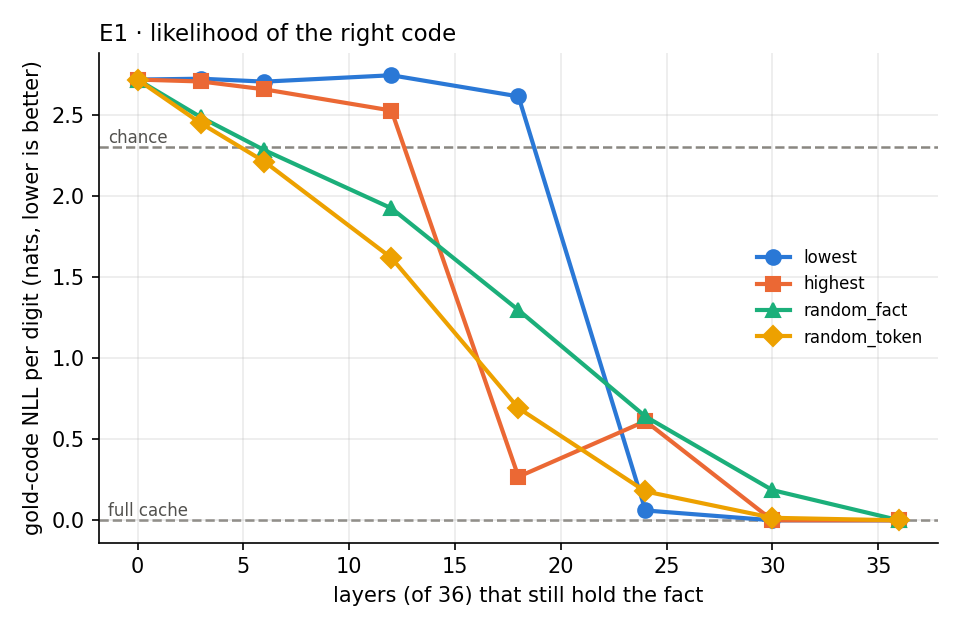 E1 · likelihood of the right code
gold-code NLL per digit (nats, lower is better)
2.5
2.0
1.5
1.0
0.5
0.0
chance
full cache
lowest
highest
random_fact
random_token
0 5 10 15 20 25 30 35
layers (of 36) that still hold the fact